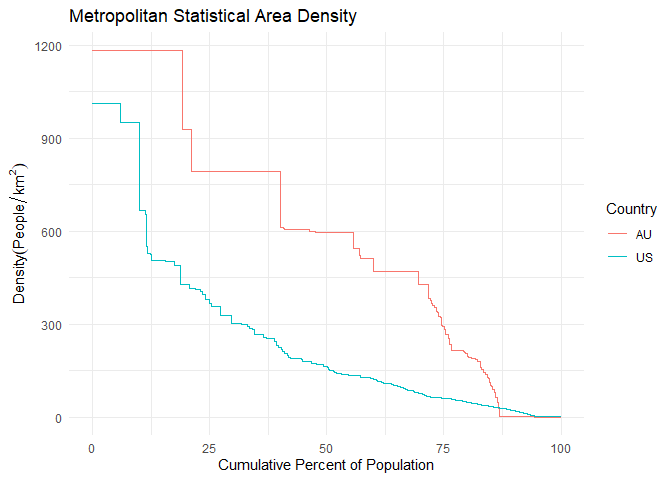 Metropolitan Statistical Area Density
1200
900
600
300
0
Density(People/km²)
0 25 50 75 100
Cumulative Percent of Population
Country
AU
US